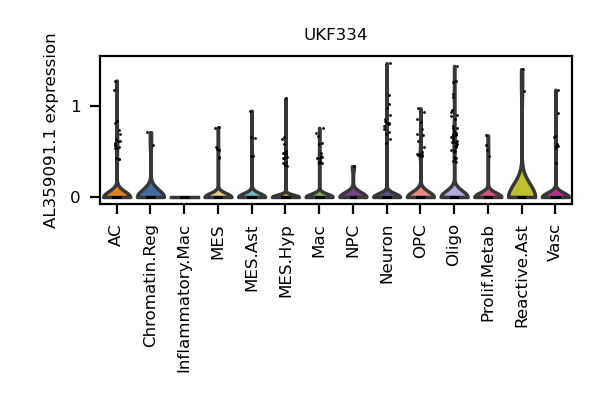 UKF334
AL359091.1 expression
1
0
AC
Chromatin.Reg
Inflammatory.Mac
MES
MES.Ast
MES.Hyp
Mac
NPC
Neuron
OPC
Oligo
Prolif.Metab
Reactive.Ast
Vasc